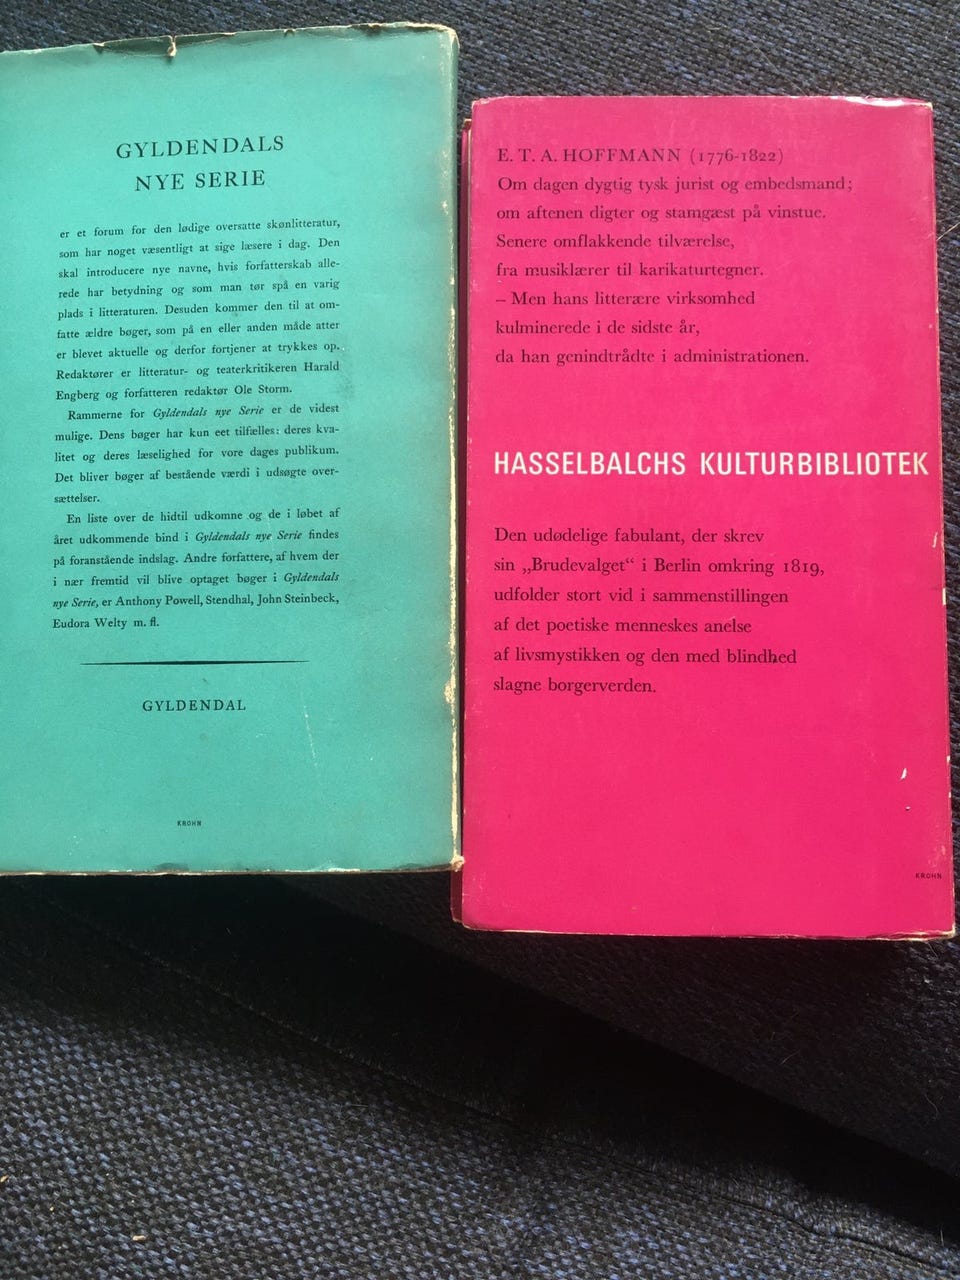 GYLDENDALS
NYE SERIE
er et forum for den lødige oversatte skønlitteratur,
som har noget væsentligt at sige læsere i dag. Den
skal introducere nye navne, hvis forfatterskab alle-
rede har betydning og som man tør spå en varig
plads i litteraturen. Desuden kommer den til at om-
fatte ældre bøger, som på en eller anden måde atter
er blevet aktuelle og derfor fortjener at trykkes op.
Redaktører er litteratur- og teaterkritikeren Harald
Engberg og forfatteren redaktør Ole Storm.
Rammerne for Gyldendals nye Serie er de videst
mulige. Dens bøger har kun eet tilfælles: deres kva-
litet og deres læselighed for vore dages publikum.
Det bliver bøger af bestående værdi i udsøgte over-
sættelser.
En liste over de hidtil udkomne og de i løbet af
året udkommende bind i Gyldendals nye Serie findes
på foranstående indslag. Andre forfattere, af hvem der
i nær fremtid vil blive optaget bøger i Gyldendals
nye Serie, er Anthony Powell, Stendhal, John Steinbeck,
Eudora Welty m. fl.
GYLDENDAL
KROHN
E. T. A. HOFFMANN (1776-1822)
Om dagen dygtig tysk jurist og embedsmand;
om aftenen digter og stamgæst på vinstue.
Senere omflakkende tilværelse,
fra musiklærer til karikaturtegner.
– Men hans litterære virksomhed
kulminerede i de sidste år,
da han genindtrådte i administrationen.
HASSELBALCHS KULTURBIBLIOTEK
Den udødelige fabulant, der skrev
sin „Brudevalget“ i Berlin omkring 1819,
udfolder stort vid i sammenstillingen
af det poetiske menneskes anelse
af livsmystikken og den med blindhed
slagne borgerverden.
KROHN